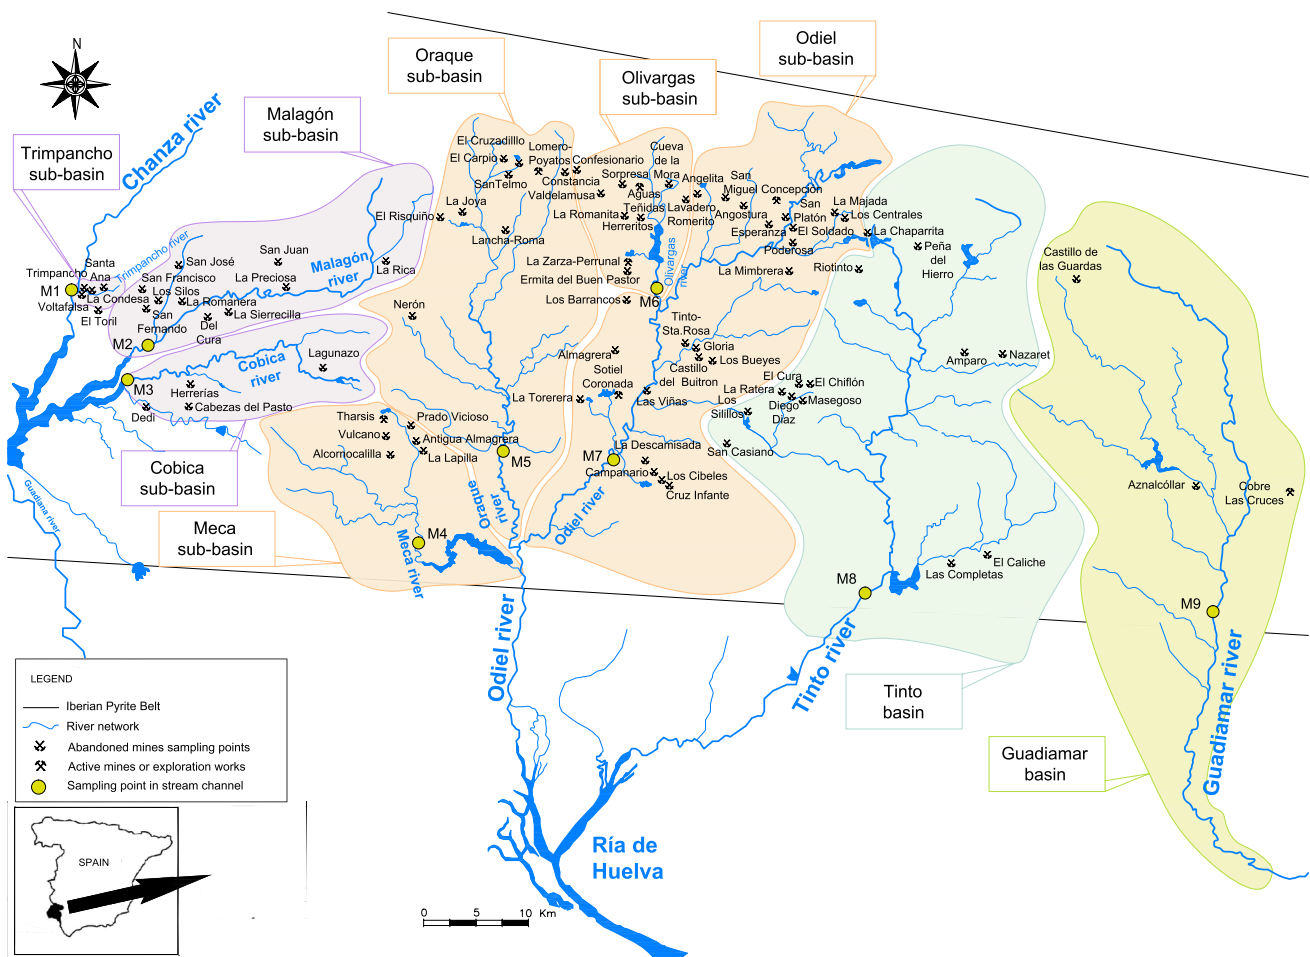 N
Chanza river
Trimpancho
sub-basin
Malagón
sub-basin
Oraque
sub-basin
Olivargas
sub-basin
Odiel
sub-basin
El Cruzadilllo
El Carpio
SanTelmo
Lomero-
Poyatos
Constancia
Confesionario
Valdelamusa
Sorpresa
Aguas
Teñidas
Cueva
de la
Mora
Angelita
Lavadero
Romerito
San
Miguel
Concepción
Angostura
San
Platón
Esperanza
El Soldado
Poderosa
La Majada
Los Centrales
La Chaparrita
Peña
del
Hierro
Riotinto
La Mimbrera
La Joya
El Risquiño
Lancha-Roma
La Romanita
Herreritos
La Zarza-Perrunal
Ermita del Buen Pastor
Los Barrancos
Olivargas
river
M6
Trimpancho river
Trimpancho
Santa
Ana
M1
Voltafalsa
La Condesa
El Toril
San José
San Francisco
Los Silos
San
Fernando
La Romanera
Del
Cura
La Sierrecilla
San Juan
La Preciosa
Malagón
river
La Rica
M2
Nerón
Cobica
river
Lagunazo
M3
Herrerías
Dedi
Cabezas del Pasto
Cobica
sub-basin
Tinto-
Sta.Rosa
Gloria
Los Bueyes
Castillo
del Buitron
Almagrera
Sotiel
Coronada
La Torerera
Las Viñas
El Cura
El Chiflón
La Ratera
Diego
Díaz
Masegoso
Los
Sililos
San Casiano
Amparo
Nazaret
Castillo de
las Guardas
Aznalcóllar
Cobre
Las Cruces
Tharsis
Vulcano
Alcornocalilla
Prado Vicioso
Antigua Almagrera
La Lapilla
M5
Oraque
river
M7
La Descamisada
Campanario
Los Cibeles
Cruz Infante
Odiel river
Meca
sub-basin
M4
Meca river
Guadiana river
Las Completas
El Caliche
M8
M9
Odiel river
Tinto river
Guadiamar river
Tinto
basin
Guadiamar
basin
LEGEND
Iberian Pyrite Belt
River network
Abandoned mines sampling points
Active mines or exploration works
Sampling point in stream channel
SPAIN
Ría de
Huelva
0 5 10 Km